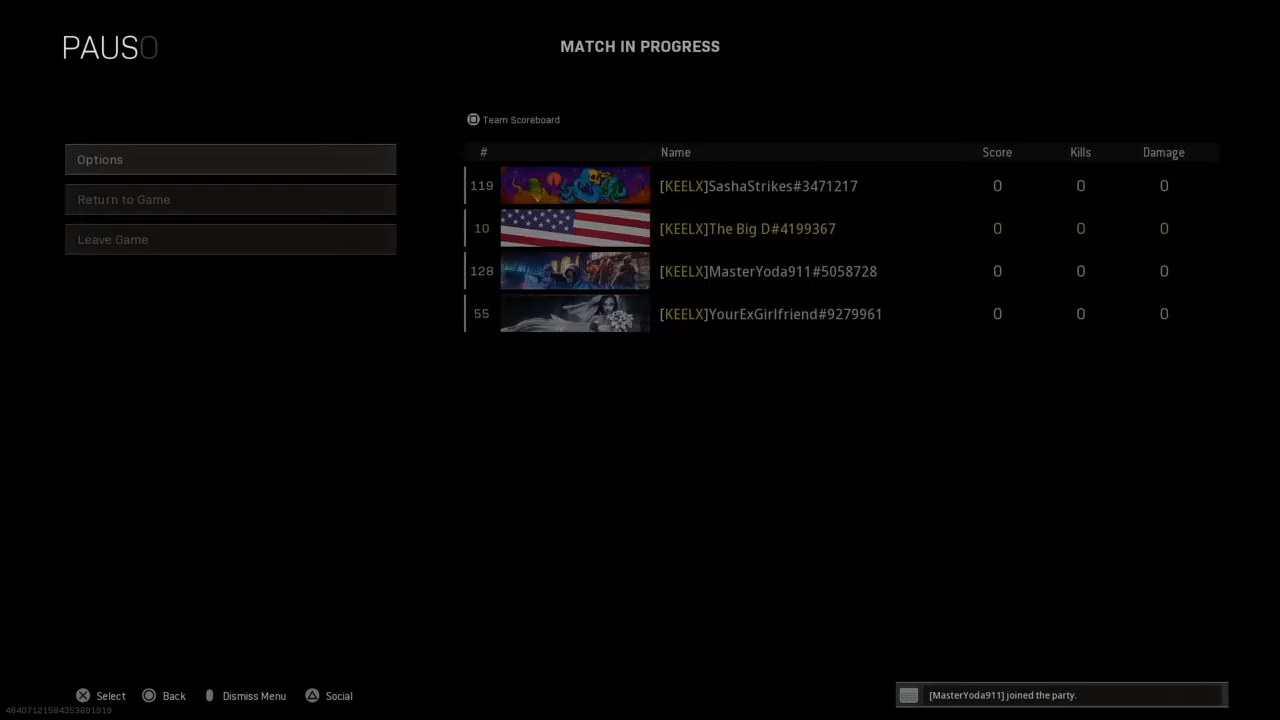 PAUSO
MATCH IN PROGRESS
Team Scoreboard
# Name Score Kills Damage
119 [KEELX]SashaStrikes#3471217 0 0 0
10 [KEELX]The Big D#4199367 0 0 0
128 [KEELX]MasterYoda911#5058728 0 0 0
55 [KEELX]YourExGirlfriend#9279961 0 0 0
Options
Return to Game
Leave Game
Select Back Dismiss Menu Social
[MasterYoda911] joined the party.